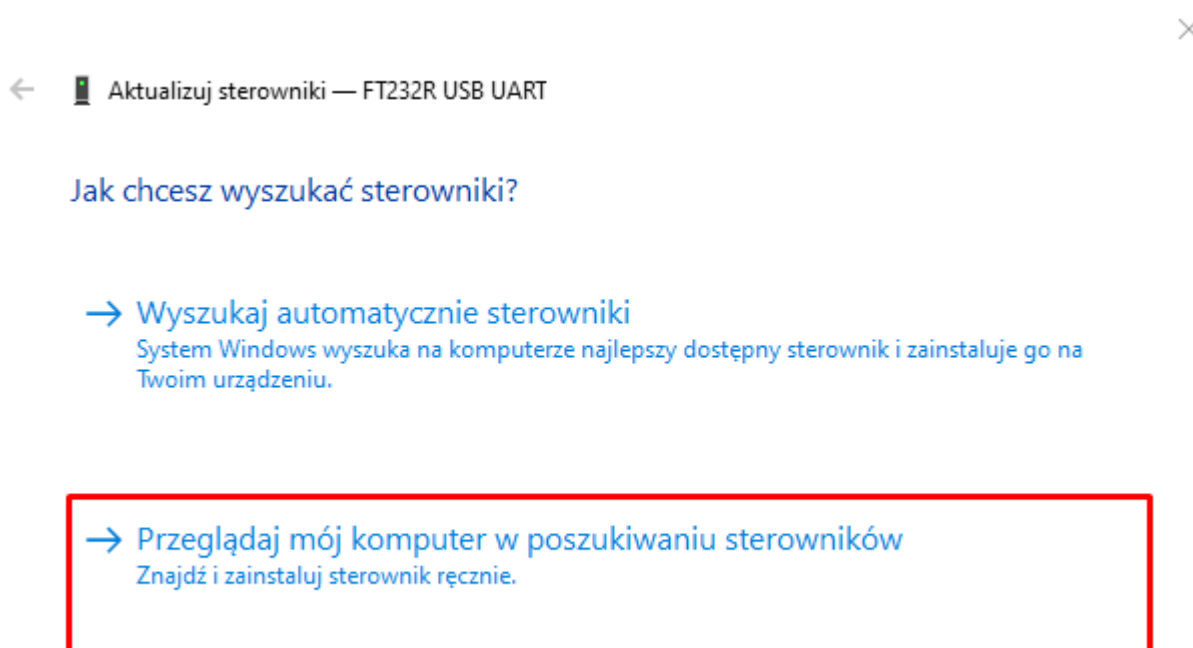 Aktualizuj sterowniki — FT232R USB UART
Jak chcesz wyszukać sterowniki?
Wyszukaj automatycznie sterowniki
System Windows wyszuka na komputerze najlepszy dostępny sterownik i zainstaluje go na
Twoim urządzeniu.
Przeglądaj mój komputer w poszukiwaniu sterowników
Znajdź i zainstaluj sterownik ręcznie.